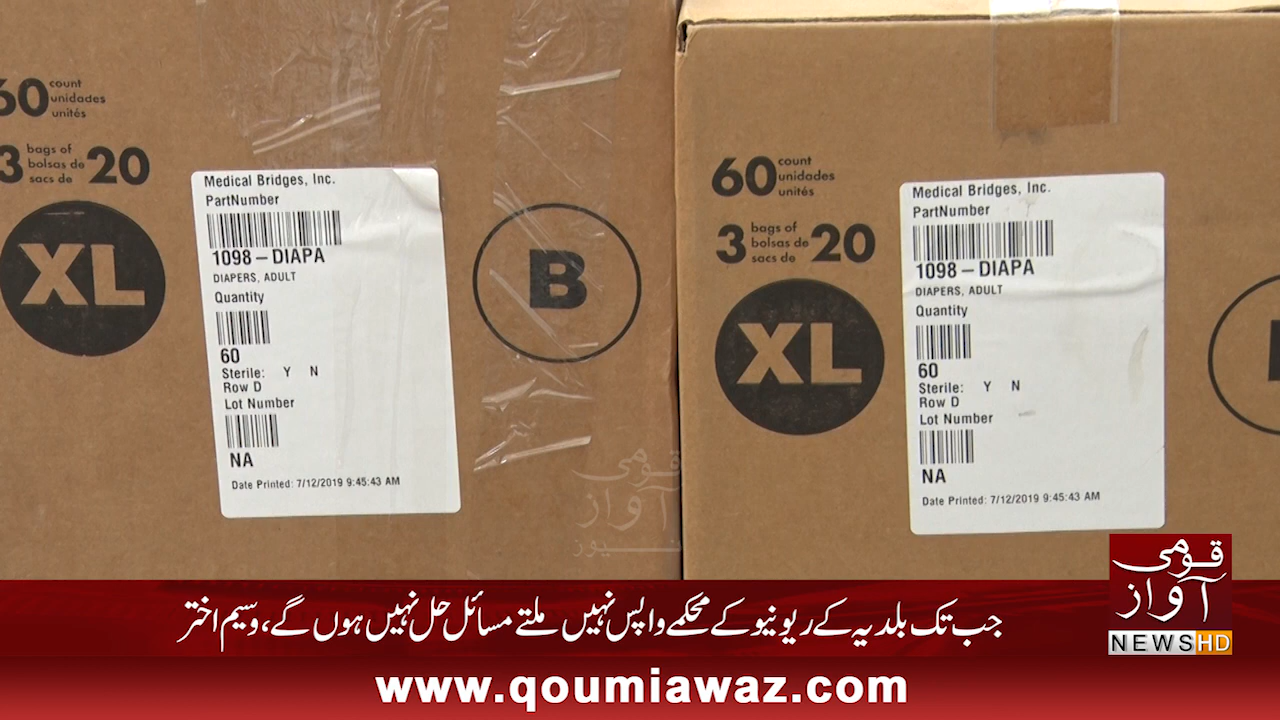 60 count
unidades
unités
3 bags of 20
bolsas de
sacs de
XL
Medical Bridges, Inc.
PartNumber
1098 – DIAPA
DIAPERS, ADULT
Quantity
60
Sterile: Y N
Row D
Lot Number
NA
Date Printed: 7/12/2019 9:45:43 AM
B
60 count
unidades
unités
3 bags of 20
bolsas de
sacs de
XL
Medical Bridges, Inc.
PartNumber
1098 – DIAPA
DIAPERS, ADULT
Quantity
60
Sterile: Y N
Row D
Lot Number
NA
Date Printed: 7/12/2019 9:45:43 AM
قومی
آواز
نیوز
قومی
آواز
NEWS HD
جب تک بلدیہ کے ریونیو کے محکمے واپس نہیں ملتے مسائل حل نہیں ہوں گے، وسیم اختر
www.qoumiawaz.com